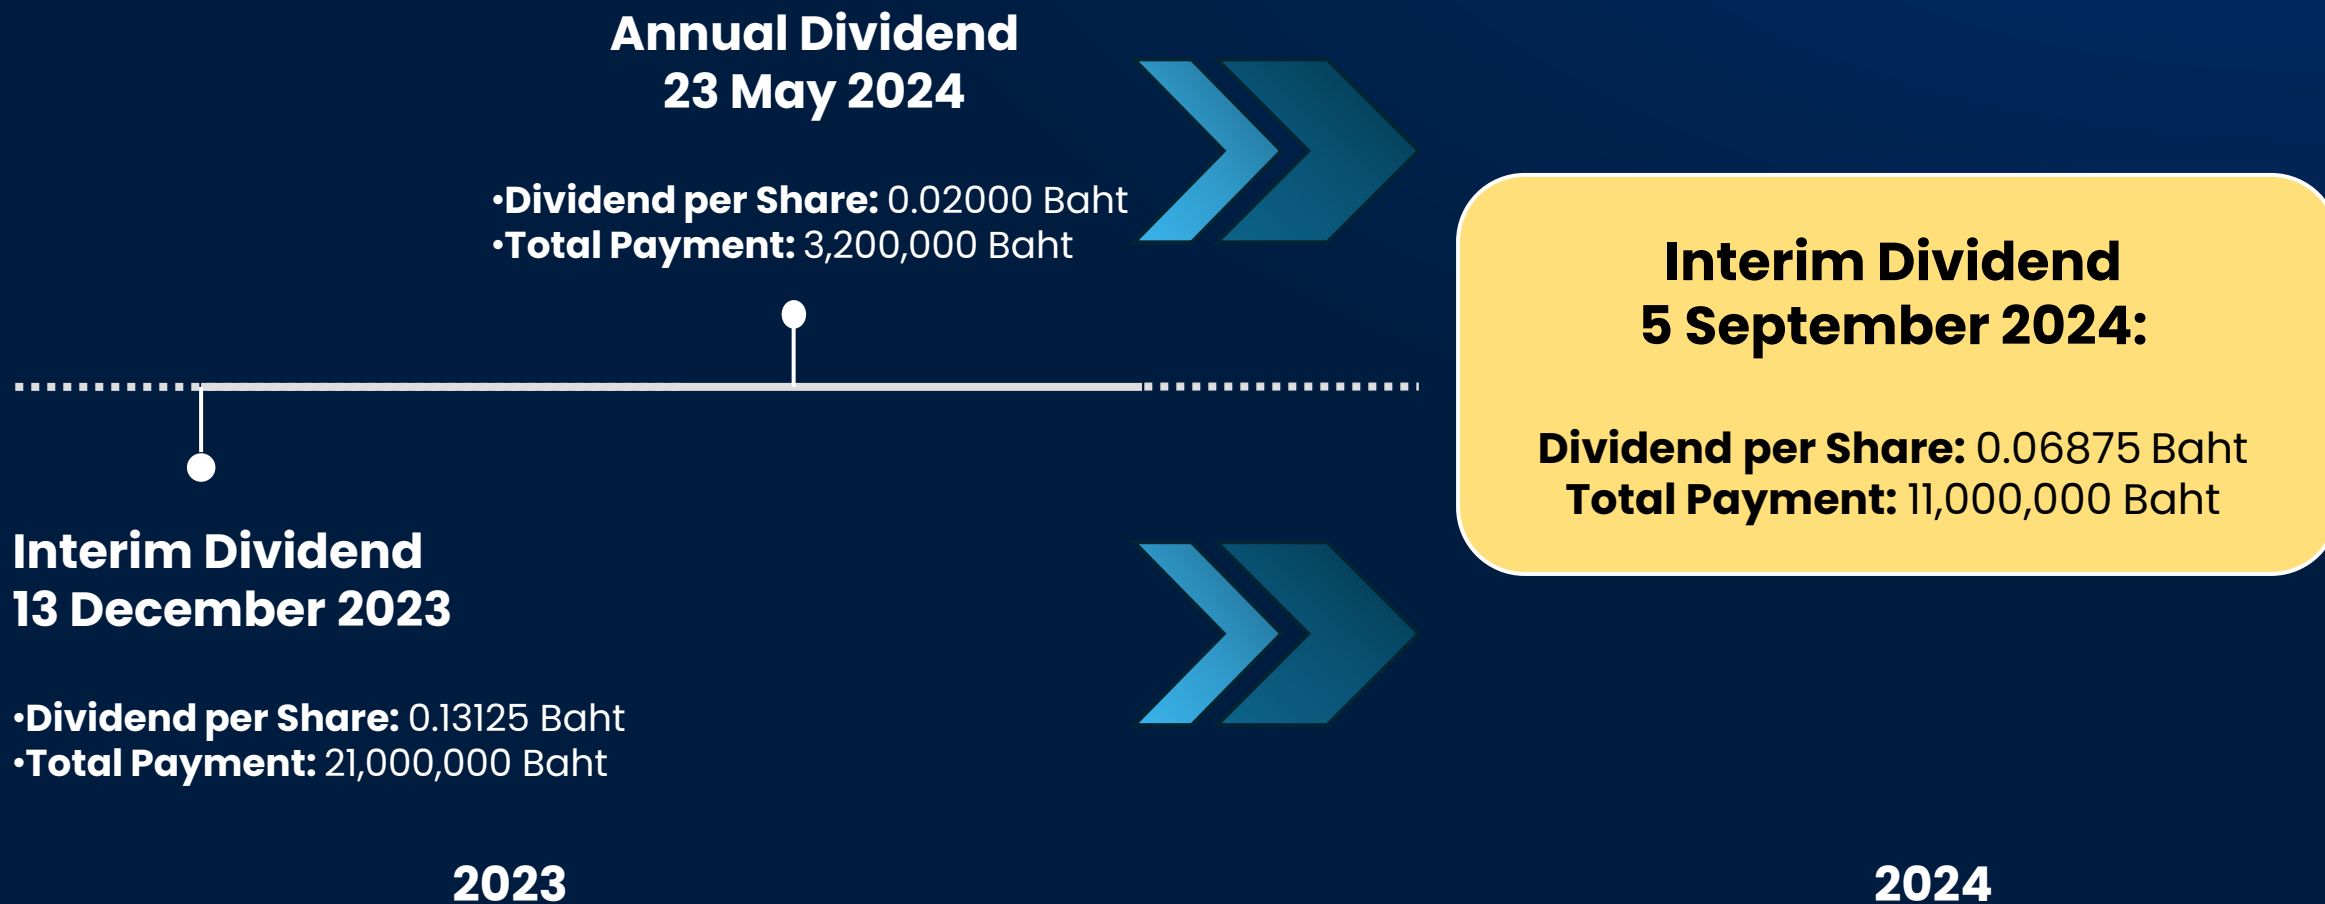 Annual Dividend
23 May 2024
•Dividend per Share: 0.02000 Baht
•Total Payment: 3,200,000 Baht
Interim Dividend
13 December 2023
•Dividend per Share: 0.13125 Baht
•Total Payment: 21,000,000 Baht
2023
Interim Dividend
5 September 2024:
Dividend per Share: 0.06875 Baht
Total Payment: 11,000,000 Baht
2024